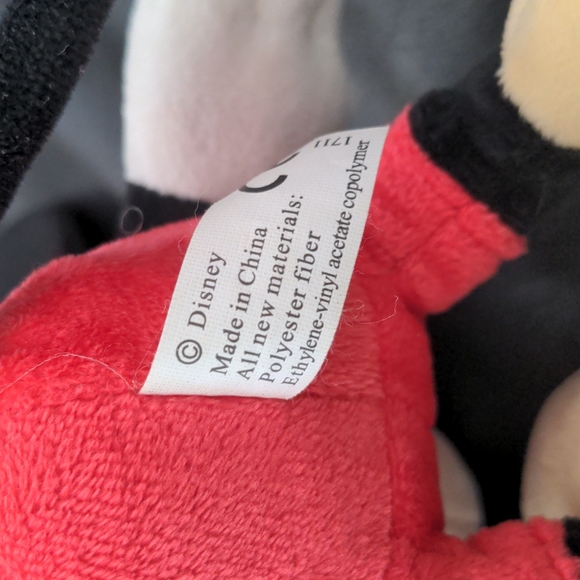 © Disney
Made in China
All new materials:
Polyester fiber
Ethylene-vinyl acetate copolymer